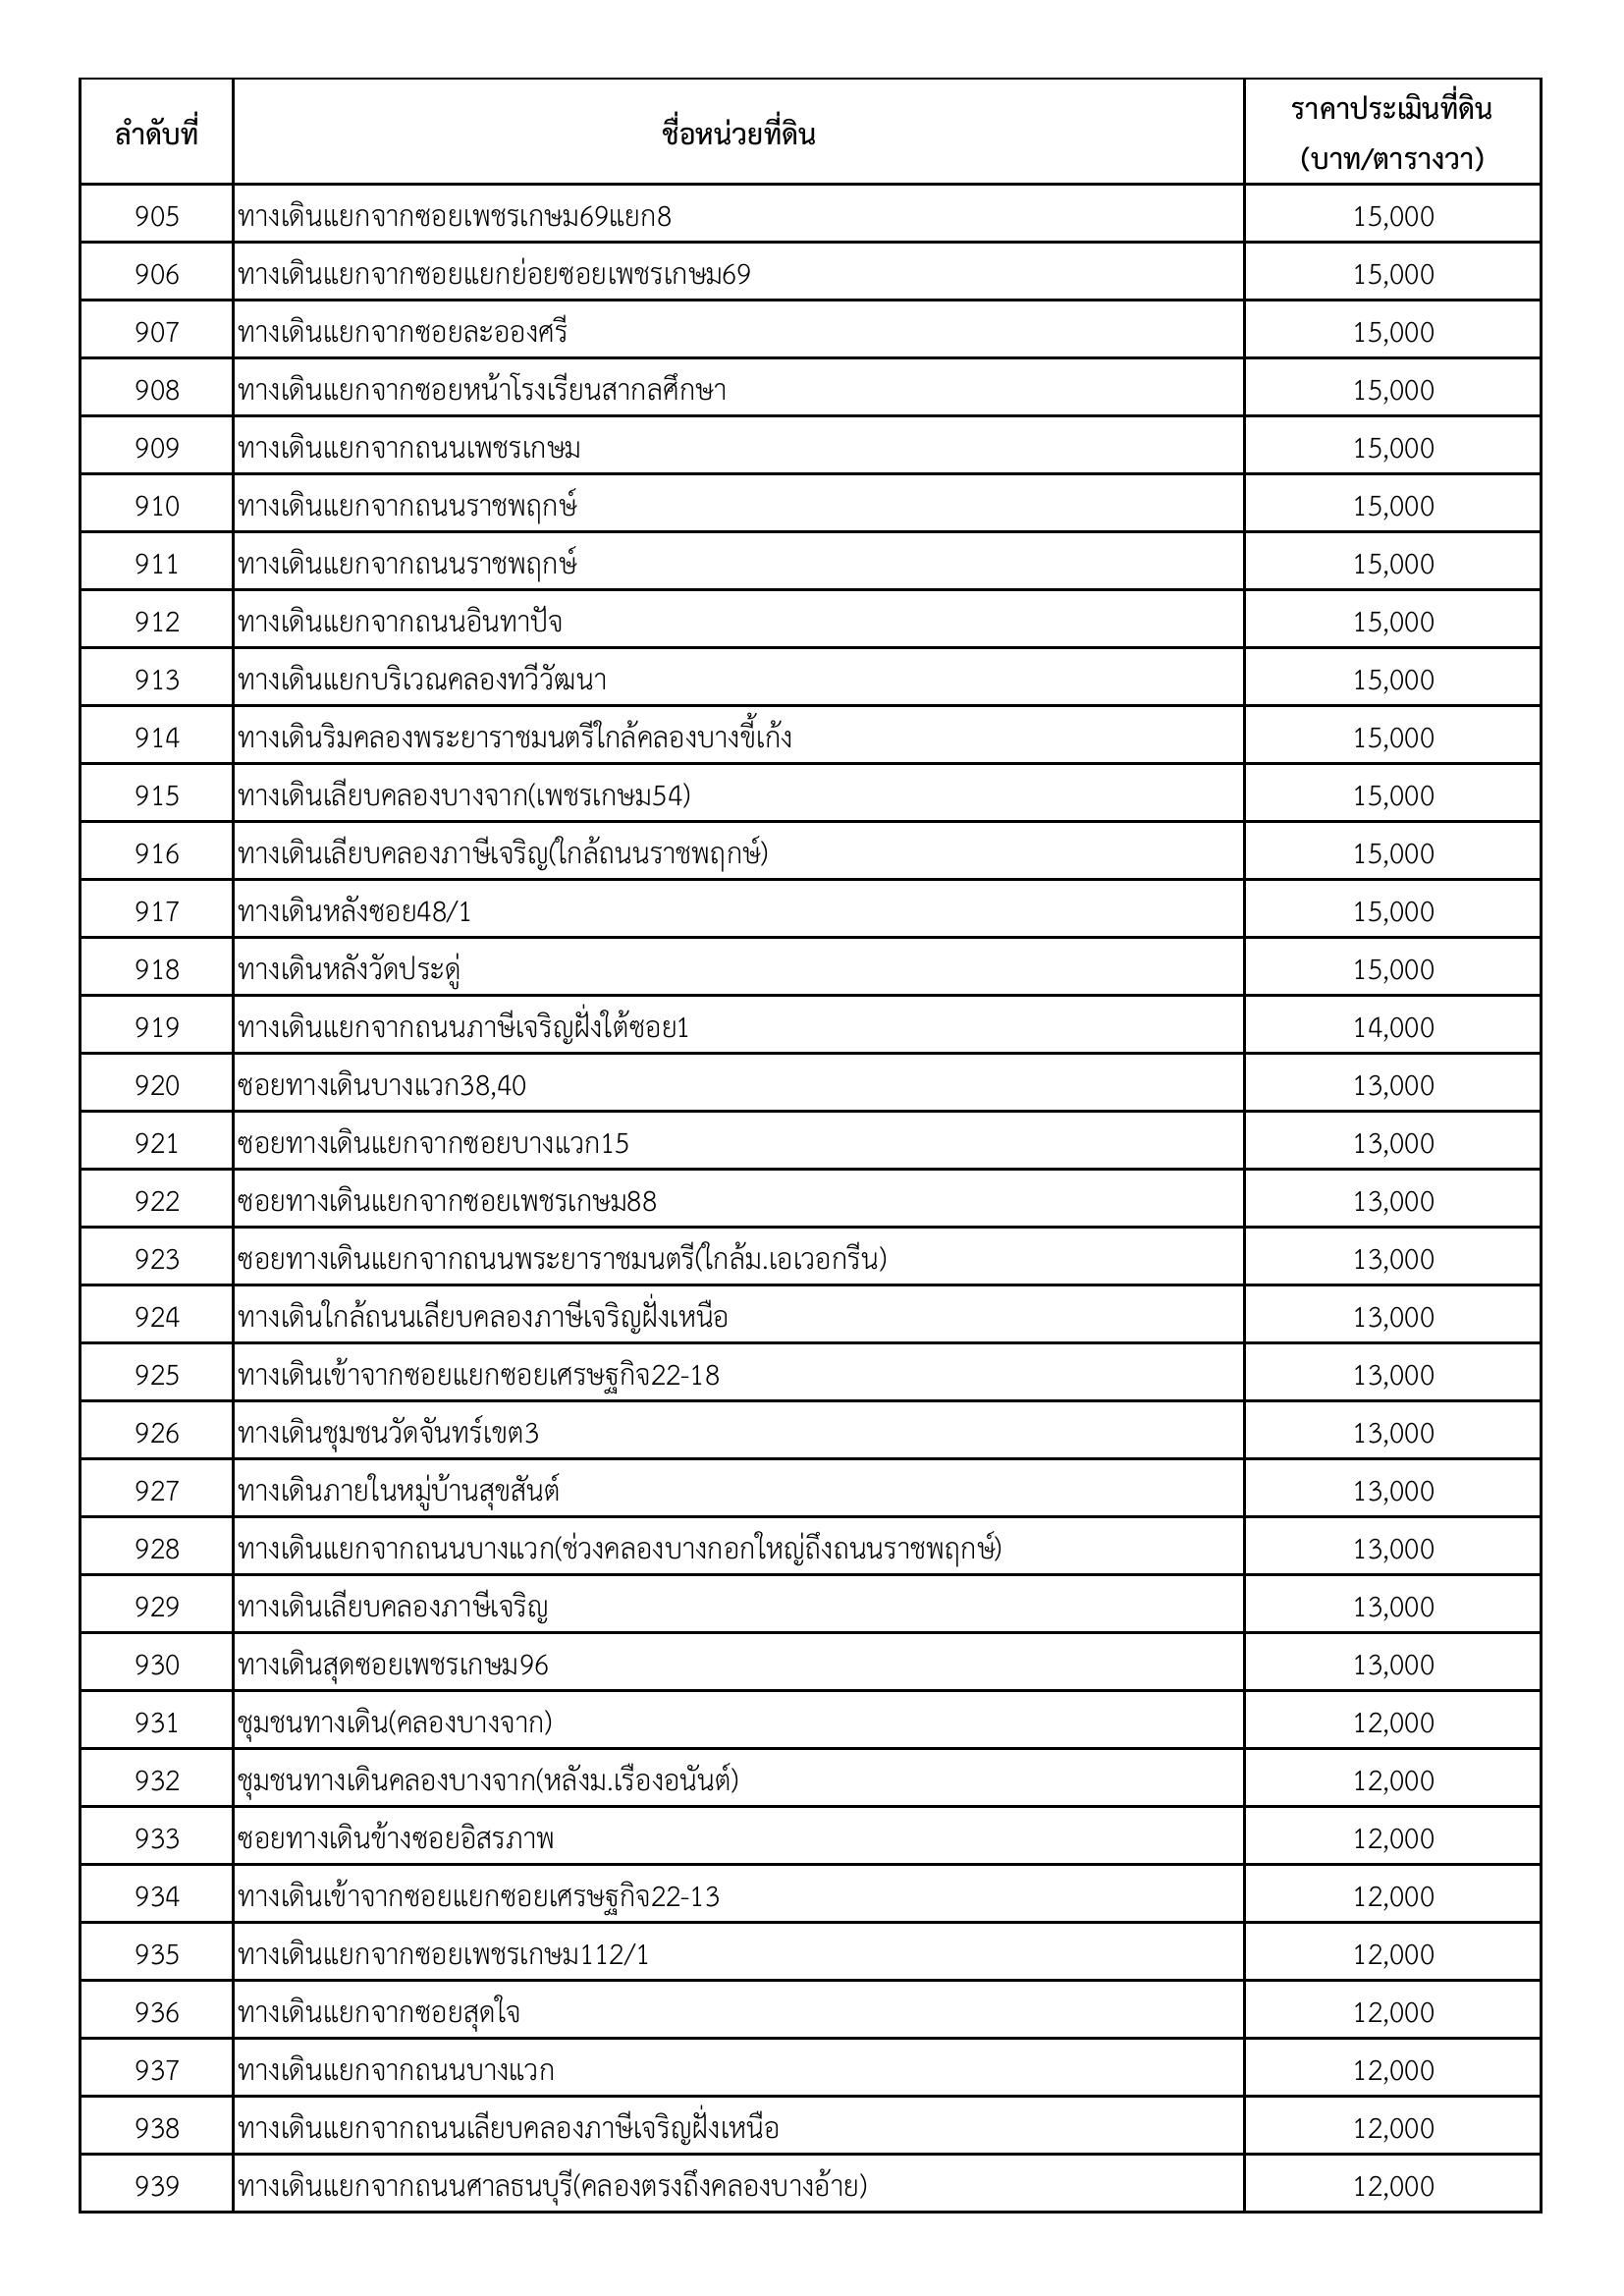 ลำดับที่ ชื่อหน่วยที่ดิน ราคาประเมินที่ดิน
(บาท/ตารางวา)
905 ทางเดินแยกจากซอยเพชรเกษม69แยก8 15,000
906 ทางเดินแยกจากซอยแยกย่อยซอยเพชรเกษม69 15,000
907 ทางเดินแยกจากซอยละอองศรี 15,000
908 ทางเดินแยกจากซอยหน้าโรงเรียนสากลศึกษา 15,000
909 ทางเดินแยกจากถนนเพชรเกษม 15,000
910 ทางเดินแยกจากถนนราชพฤกษ์ 15,000
911 ทางเดินแยกจากถนนราชพฤกษ์ 15,000
912 ทางเดินแยกจากถนนอินทาปัจ 15,000
913 ทางเดินแยกบริเวณคลองทวีวัฒนา 15,000
914 ทางเดินริมคลองพระยาราชมนตรีใกล้คลองบางขี้เก้ง 15,000
915 ทางเดินเลียบคลองบางจาก(เพชรเกษม54) 15,000
916 ทางเดินเลียบคลองภาษีเจริญ(ใกล้ถนนราชพฤกษ์) 15,000
917 ทางเดินหลังซอย48/1 15,000
918 ทางเดินหลังวัดประดู่ 15,000
919 ทางเดินแยกจากถนนภาษีเจริญฝั่งใต้ซอย1 14,000
920 ซอยทางเดินบางแวก38,40 13,000
921 ซอยทางเดินแยกจากซอยบางแวก15 13,000
922 ซอยทางเดินแยกจากซอยเพชรเกษม88 13,000
923 ซอยทางเดินแยกจากถนนพระยาราชมนตรี(ใกล้ม.เอเวอกรีน) 13,000
924 ทางเดินใกล้ถนนเลียบคลองภาษีเจริญฝั่งเหนือ 13,000
925 ทางเดินเข้าจากซอยแยกซอยเศรษฐกิจ22-18 13,000
926 ทางเดินชุมชนวัดจันทร์เขต3 13,000
927 ทางเดินภายในหมู่บ้านสุขสันต์ 13,000
928 ทางเดินแยกจากถนนบางแวก(ช่วงคลองบางกอกใหญ่ถึงถนนราชพฤกษ์) 13,000
929 ทางเดินเลียบคลองภาษีเจริญ 13,000
930 ทางเดินสุดซอยเพชรเกษม96 13,000
931 ชุมชนทางเดิน(คลองบางจาก) 12,000
932 ชุมชนทางเดินคลองบางจาก(หลังม.เรืองอนันต์) 12,000
933 ซอยทางเดินข้างซอยอิสรภาพ 12,000
934 ทางเดินเข้าจากซอยแยกซอยเศรษฐกิจ22-13 12,000
935 ทางเดินแยกจากซอยเพชรเกษม112/1 12,000
936 ทางเดินแยกจากซอยสุดใจ 12,000
937 ทางเดินแยกจากถนนบางแวก 12,000
938 ทางเดินแยกจากถนนเลียบคลองภาษีเจริญฝั่งเหนือ 12,000
939 ทางเดินแยกจากถนนศาลธนบุรี(คลองตรงถึงคลองบางอ้าย) 12,000